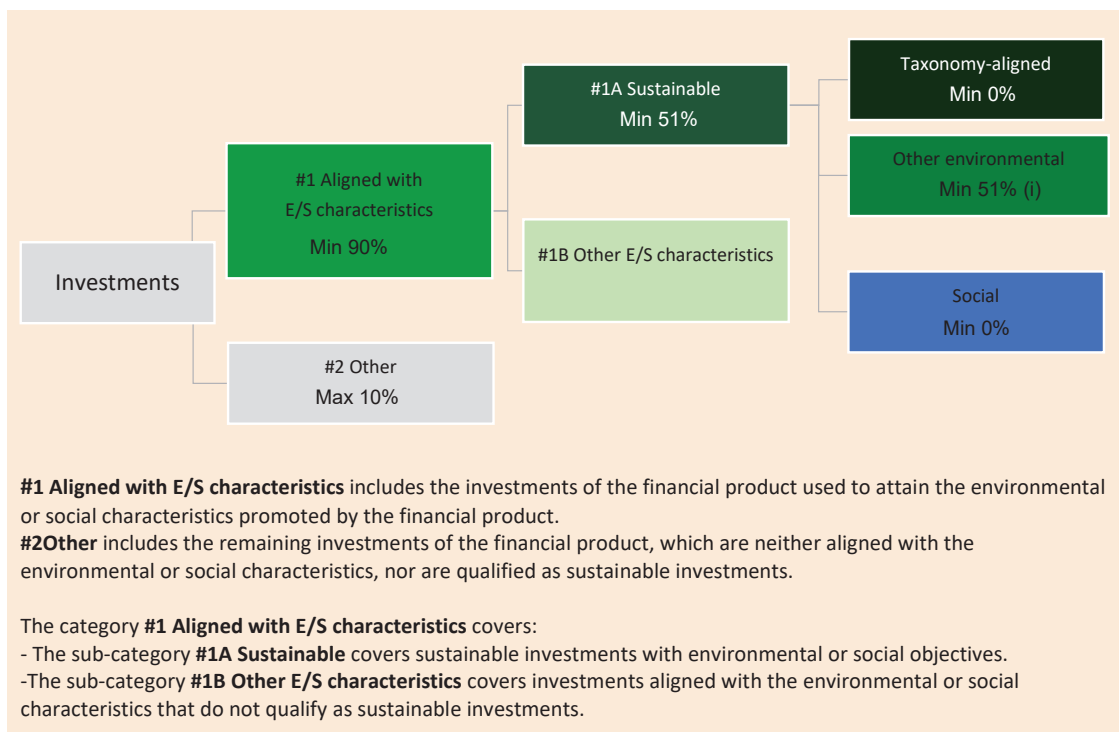 Investments
#1 Aligned with
E/S characteristics
Min 90%
#2 Other
Max 10%
#1A Sustainable
Min 51%
#1B Other E/S characteristics
Taxonomy-aligned
Min 0%
Other environmental
Min 51% (i)
Social
Min 0%
#1 Aligned with E/S characteristics includes the investments of the financial product used to attain the environmental
or social characteristics promoted by the financial product.
#2Other includes the remaining investments of the financial product, which are neither aligned with the
environmental or social characteristics, nor are qualified as sustainable investments.
The category #1 Aligned with E/S characteristics covers:
- The sub-category #1A Sustainable covers sustainable investments with environmental or social objectives.
-The sub-category #1B Other E/S characteristics covers investments aligned with the environmental or social
characteristics that do not qualify as sustainable investments.